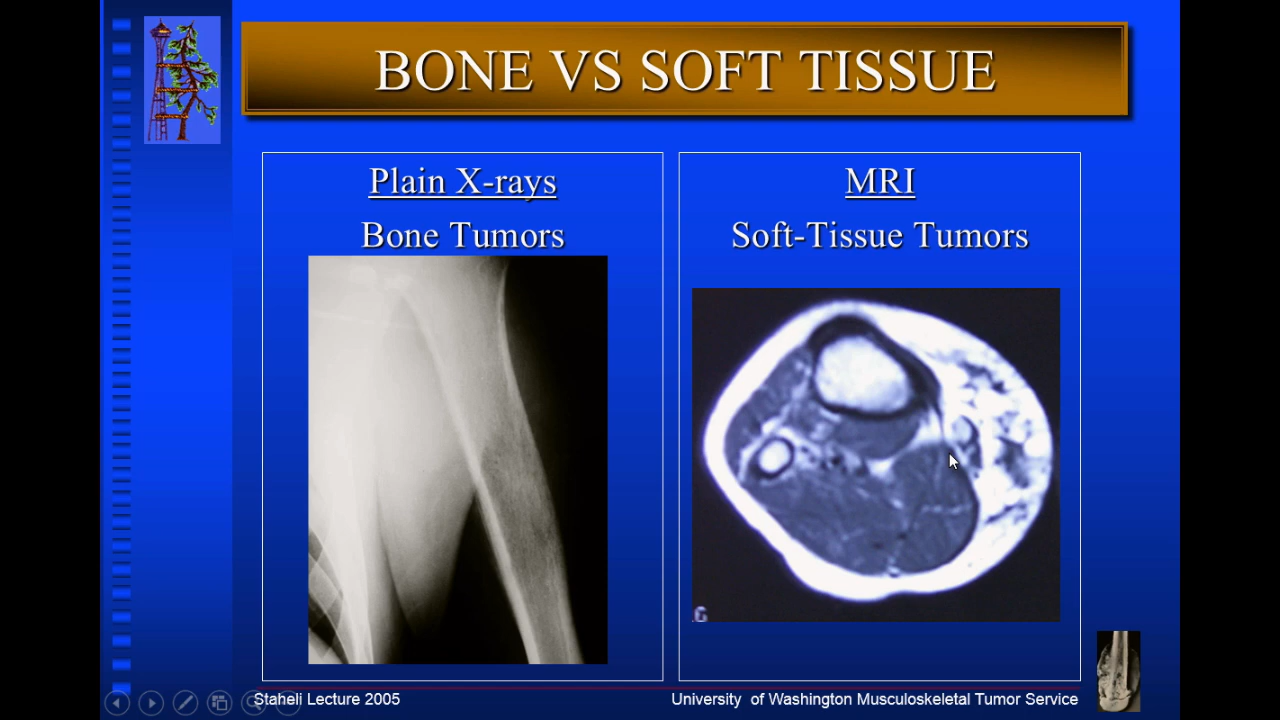 BONE VS SOFT TISSUE
Plain X-rays
Bone Tumors
MRI
Soft-Tissue Tumors
G
Staheli Lecture 2005
University of Washington Musculoskeletal Tumor Service